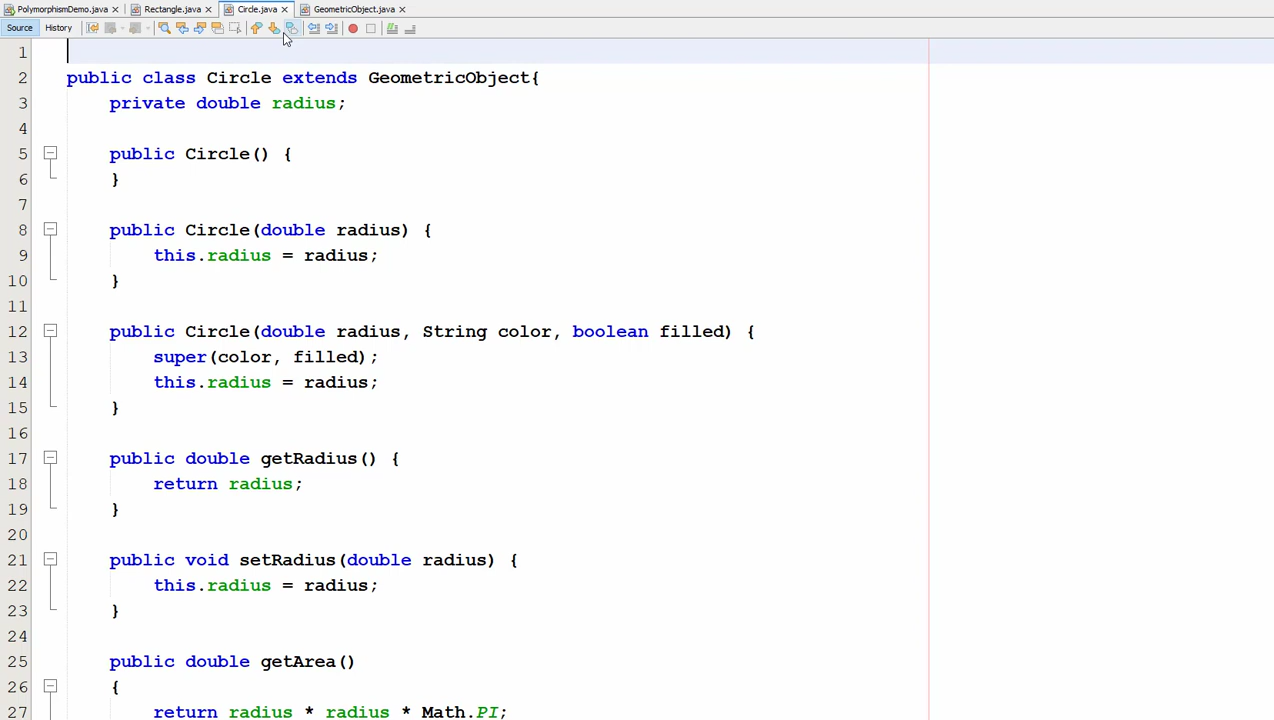 PolymorphismDemo.java Rectangle.java Circle.java GeometricObject.java
Source History
1
2 public class Circle extends GeometricObject{
3 private double radius;
4
5 public Circle() {
6 }
7
8 public Circle(double radius) {
9 this.radius = radius;
10 }
11
12 public Circle(double radius, String color, boolean filled) {
13 super(color, filled);
14 this.radius = radius;
15 }
16
17 public double getRadius() {
18 return radius;
19 }
20
21 public void setRadius(double radius) {
22 this.radius = radius;
23 }
24
25 public double getArea()
26 {
27 return radius * radius * Math.PI;